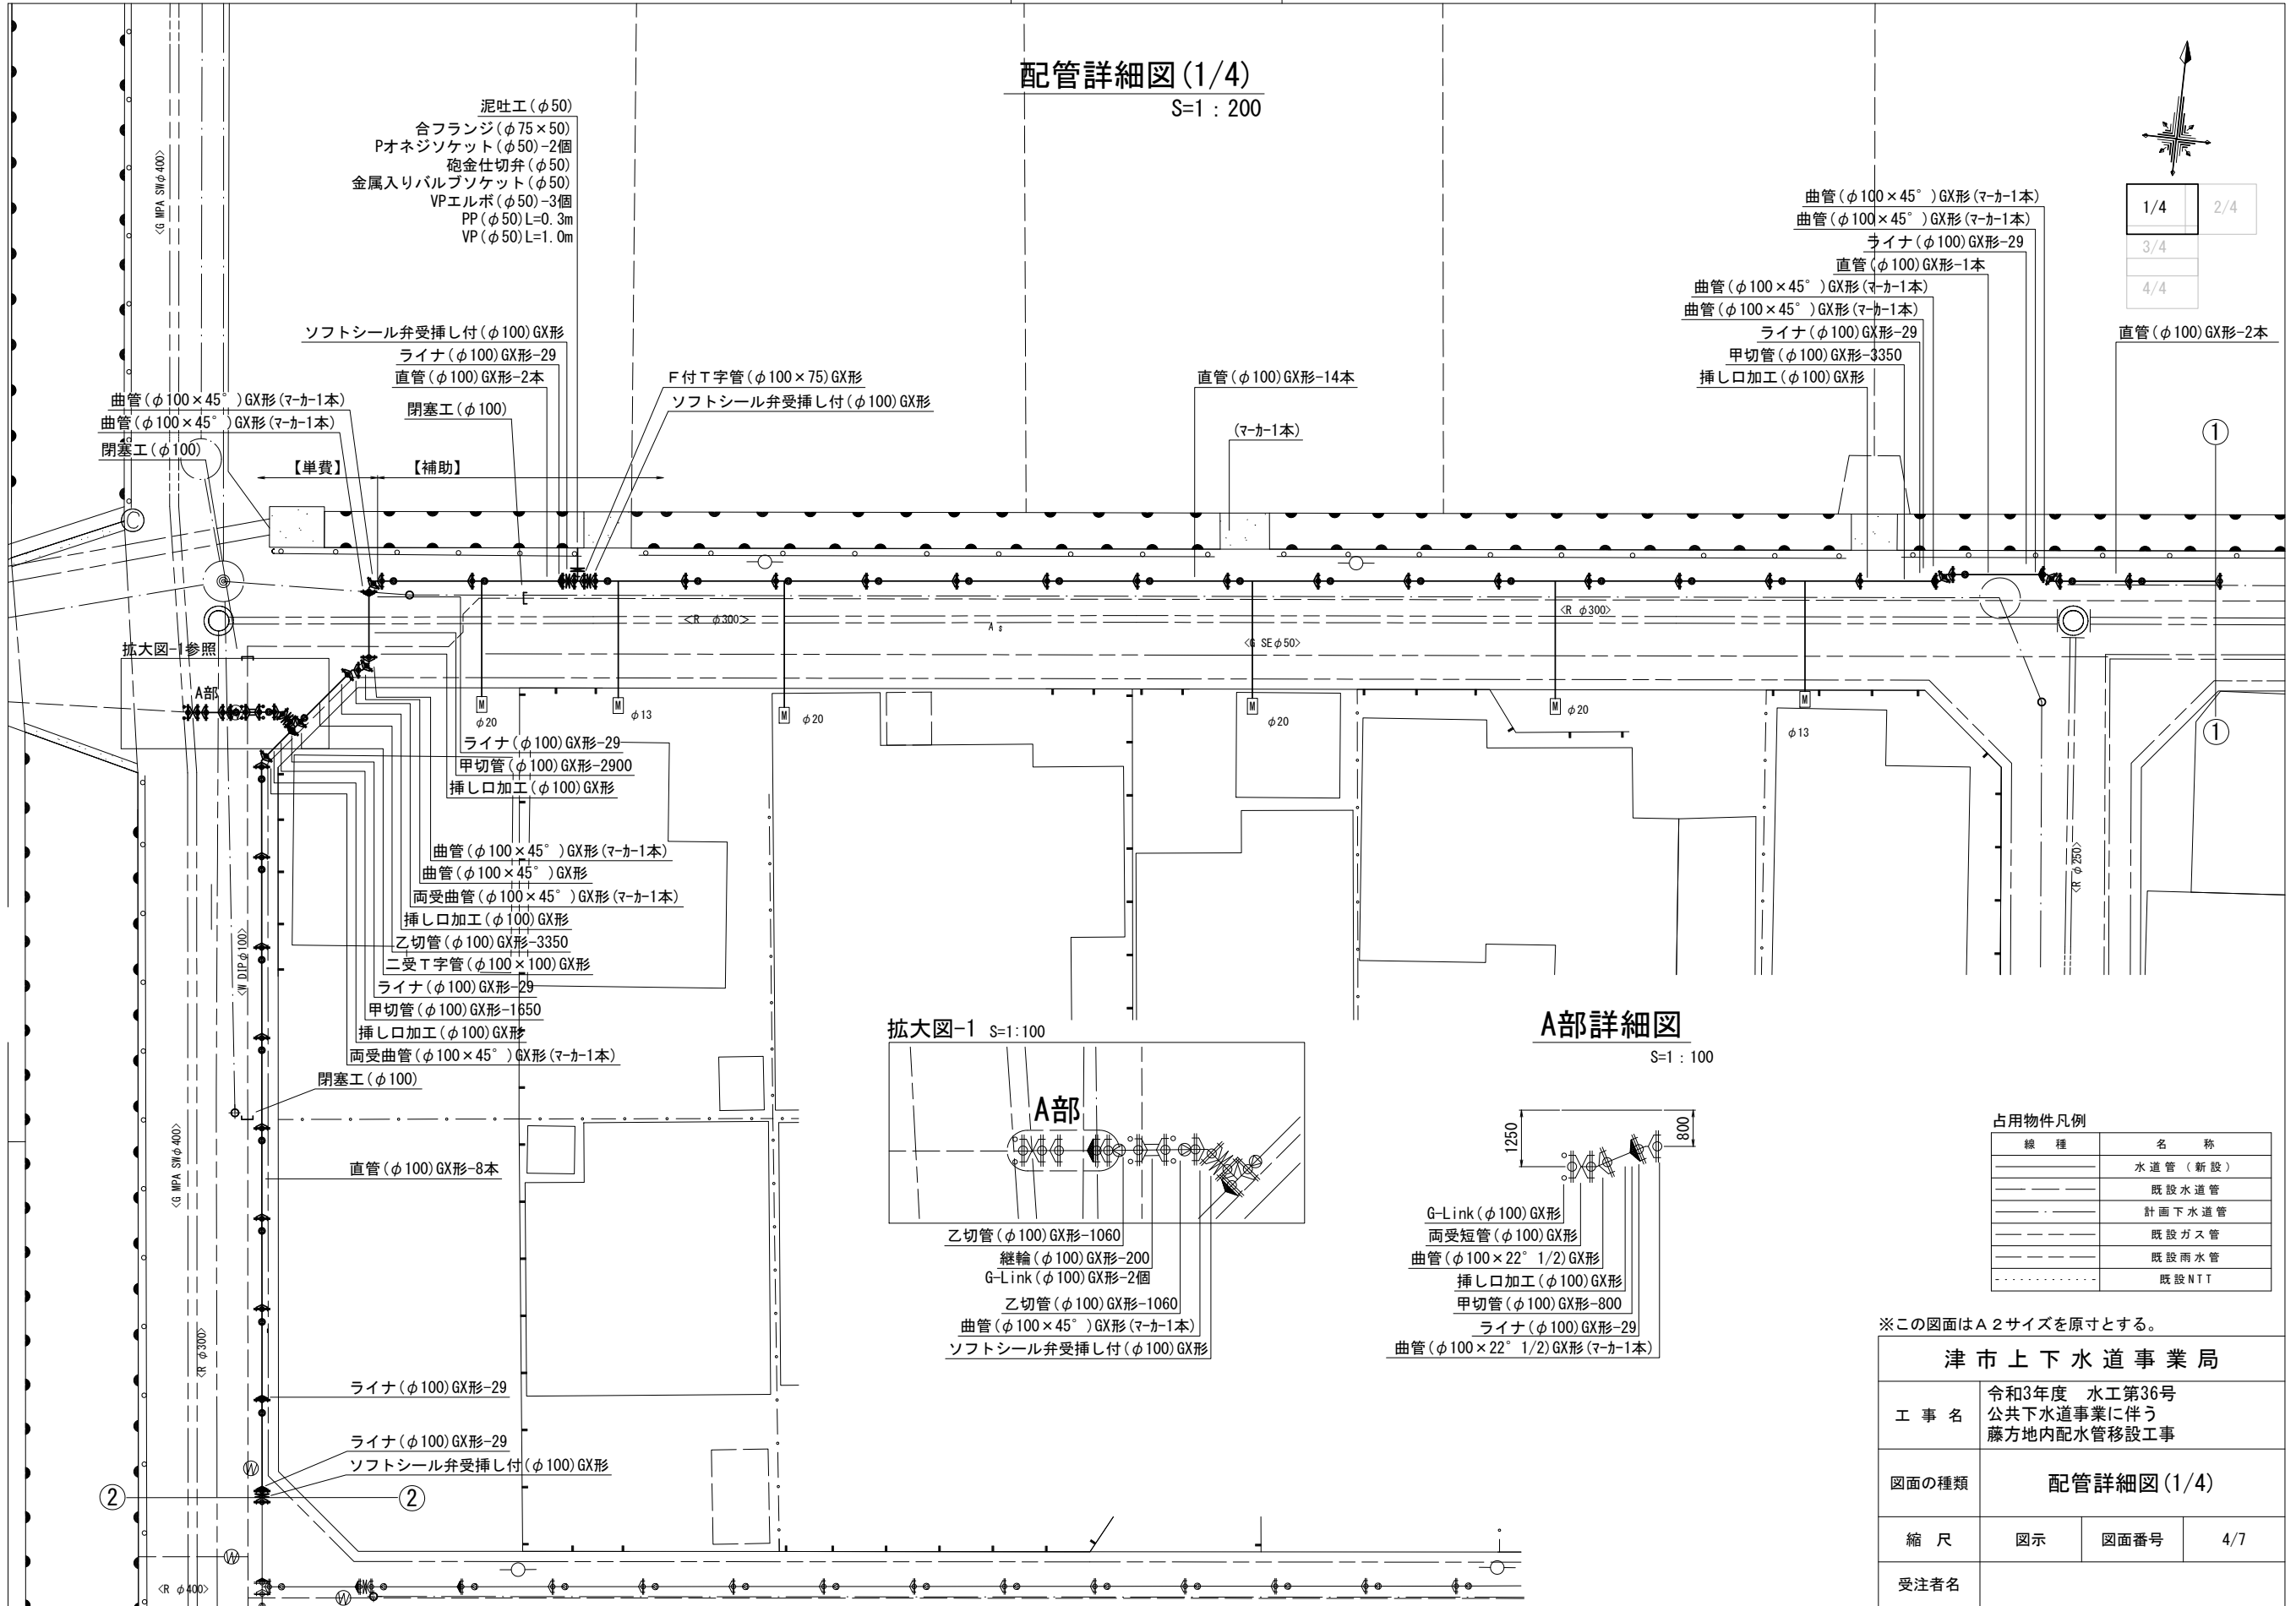 配管詳細図(1/4)
S=1：200
泥吐工(φ50)
合フランジ(φ75×50)
Pオネジソケット(φ50)-2個
砲金仕切弁(φ50)
金属入りバルブソケット(φ50)
VPエルボ(φ50)-3個
PP(φ50)L=0.3m
VP(φ50)L=1.0m
<G MPA SWφ400>
曲管(φ100×45°)GX形(マーカー1本)
曲管(φ100×45°)GX形(マーカー1本)
ライナ(φ100)GX形-29
直管(φ100)GX形-1本
曲管(φ100×45°)GX形(マーカー1本)
曲管(φ100×45°)GX形(マーカー1本)
ライナ(φ100)GX形-29
甲切管(φ100)GX形-3350
挿し口加工(φ100)GX形
1/4
2/4
3/4
4/4
直管(φ100)GX形-2本
ソフトシール弁受挿し付(φ100)GX形
ライナ(φ100)GX形-29
直管(φ100)GX形-2本
閉塞工(φ100)
F付T字管(φ100×75)GX形
ソフトシール弁受挿し付(φ100)GX形
直管(φ100)GX形-14本
(マーカー1本)
曲管(φ100×45°)GX形(マーカー1本)
曲管(φ100×45°)GX形(マーカー1本)
閉塞工(φ100)
【単費】
【補助】
①
<R φ300>
As
<G SEφ50>
<R φ300>
拡大図-1参照
A部
M
φ20
M
φ13
M
φ20
M
φ20
M
φ20
M
φ13
①
ライナ(φ100)GX形-29
甲切管(φ100)GX形-2900
挿し口加工(φ100)GX形
曲管(φ100×45°)GX形(マーカー1本)
曲管(φ100×45°)GX形
両受曲管(φ100×45°)GX形(マーカー1本)
挿し口加工(φ100)GX形
乙切管(φ100)GX形-3350
二受T字管(φ100×100)GX形
ライナ(φ100)GX形-29
甲切管(φ100)GX形-1650
挿し口加工(φ100)GX形
両受曲管(φ100×45°)GX形(マーカー1本)
閉塞工(φ100)
<W DIPφ100>
<R φ250>
<G MPA SWφ400>
直管(φ100)GX形-8本
<R φ300>
ライナ(φ100)GX形-29
ライナ(φ100)GX形-29
ソフトシール弁受挿し付(φ100)GX形
②
②
W
W
W
<R φ400>
拡大図-1 S=1:100
A部
乙切管(φ100)GX形-1060
継輪(φ100)GX形-200
G-Link(φ100)GX形-2個
乙切管(φ100)GX形-1060
曲管(φ100×45°)GX形(マーカー1本)
ソフトシール弁受挿し付(φ100)GX形
A部詳細図
S=1：100
1250
800
G-Link(φ100)GX形
両受短管(φ100)GX形
曲管(φ100×22°1/2)GX形
挿し口加工(φ100)GX形
甲切管(φ100)GX形-800
ライナ(φ100)GX形-29
曲管(φ100×22°1/2)GX形(マーカー1本)
占用物件凡例
線種 名称
水道管(新設)
既設水道管
計画下水道管
既設ガス管
既設雨水管
既設NTT
※この図面はA2サイズを原寸とする。
津市上下水道事業局
工事名
令和3年度 水工第36号
公共下水道事業に伴う
藤方地内配水管移設工事
図面の種類 配管詳細図(1/4)
縮尺 図示 図面番号 4/7
受注者名